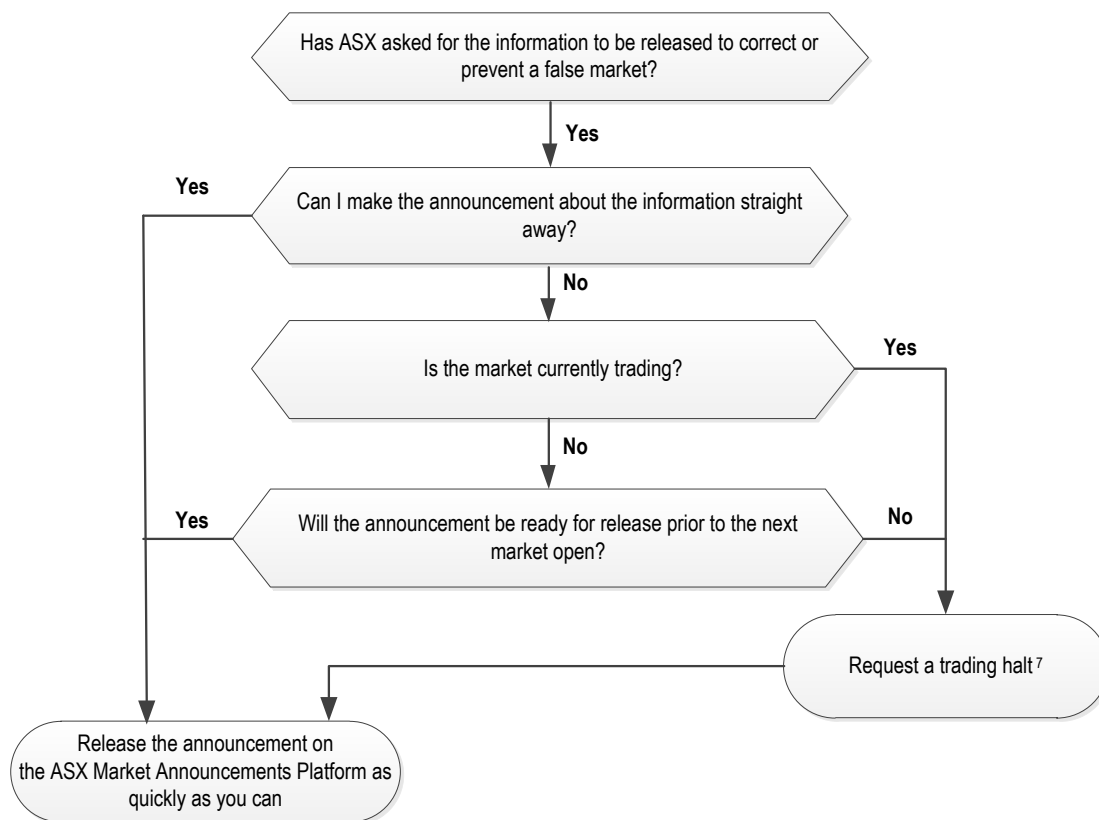 Has ASX asked for the information to be released to correct or
prevent a false market?
Yes
Yes
Can I make the announcement about the information straight
away?
No
Yes
Is the market currently trading?
No
Yes
Will the announcement be ready for release prior to the next
market open?
No
Request a trading halt 7
Release the announcement on
the ASX Market Announcements Platform as
quickly as you can